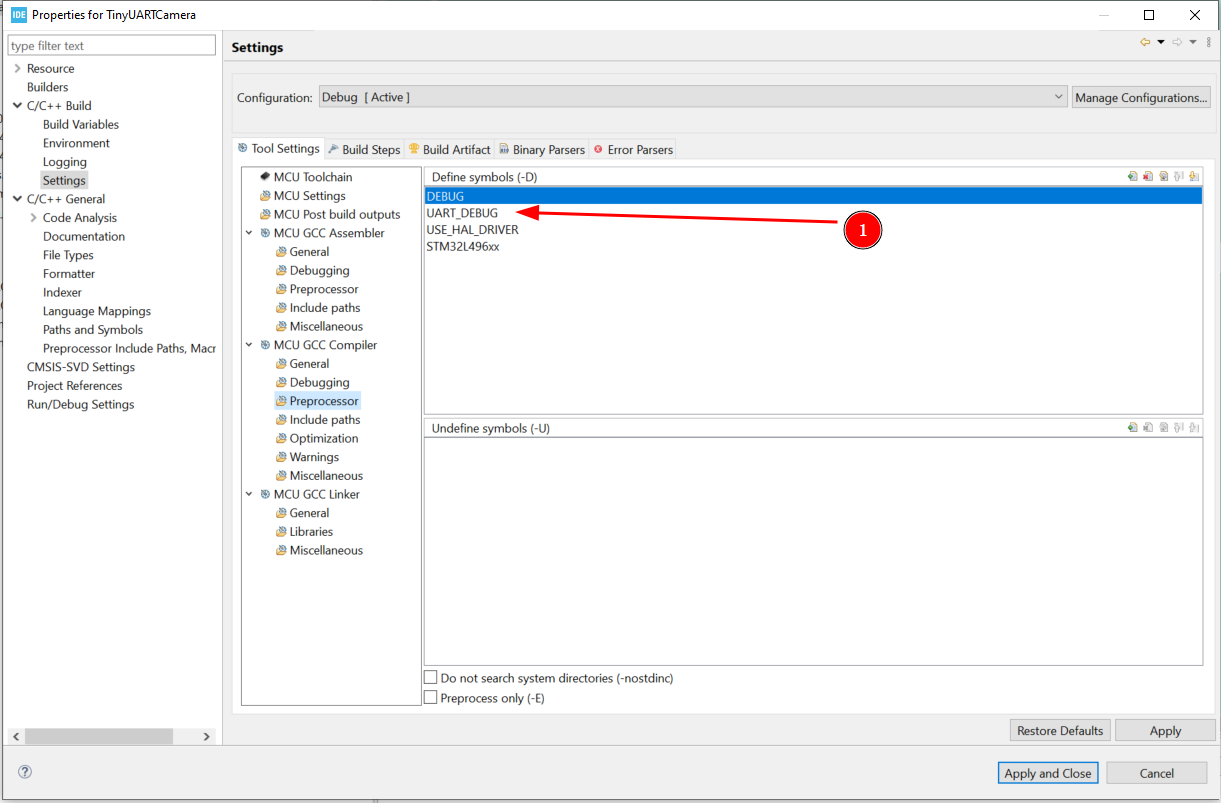 IDE Properties for TinyUARTCamera
type filter text
Resource
Builders
C/C++ Build
Build Variables
Environment
Logging
Settings
C/C++ General
Code Analysis
Documentation
File Types
Formatter
Indexer
Language Mappings
Paths and Symbols
Preprocessor Include Paths, Macr
CMSIS-SVD Settings
Project References
Run/Debug Settings
Settings
Configuration: Debug [ Active ] Manage Configurations...
Tool Settings Build Steps Build Artifact Binary Parsers Error Parsers
MCU Toolchain
MCU Settings
MCU Post build outputs
MCU GCC Assembler
General
Debugging
Preprocessor
Include paths
Miscellaneous
MCU GCC Compiler
General
Debugging
Preprocessor
Include paths
Optimization
Warnings
Miscellaneous
MCU GCC Linker
General
Libraries
Miscellaneous
Define symbols (-D)
DEBUG
UART_DEBUG
USE_HAL_DRIVER
STM32L496xx
1
Undefine symbols (-U)
Do not search system directories (-nostdinc)
Preprocess only (-E)
Restore Defaults Apply
? Apply and Close Cancel